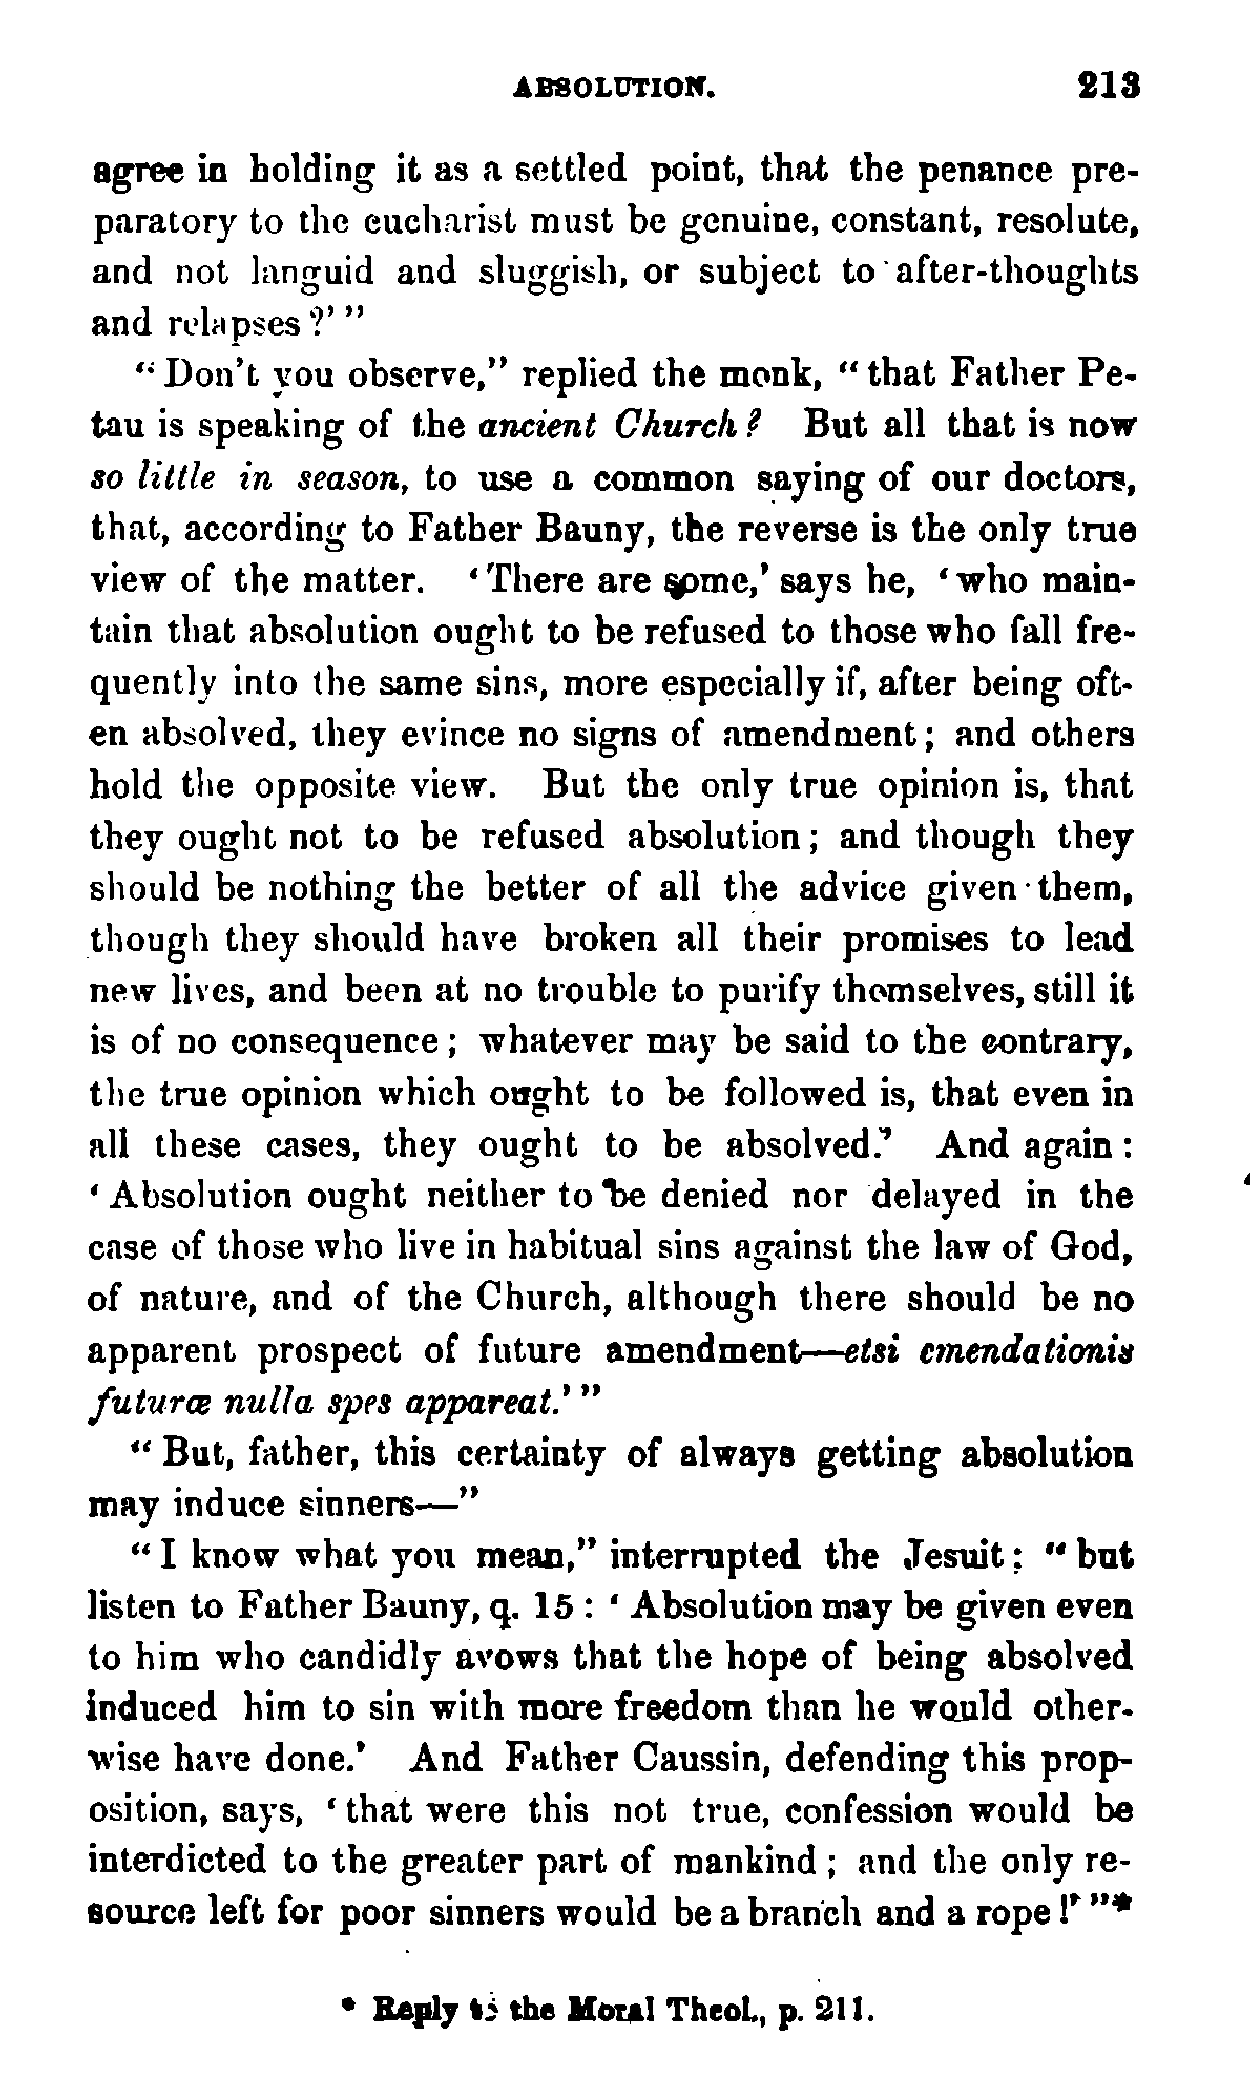 ABSOLUTION. 213
agree in holding it as a settled point, that the penance pre-
paratory to the eucharist must be genuine, constant, resolute,
and not languid and sluggish, or subject to after-thoughts
and relapses?' "
"Don't you observe," replied the monk, "that Father Pe-
tau is speaking of the ancient Church? But all that is now
so little in season, to use a common saying of our doctors,
that, according to Father Bauny, the reverse is the only true
view of the matter. 'There are some,' says he, 'who main-
tain that absolution ought to be refused to those who fall fre-
quently into the same sins, more especially if, after being oft-
en absolved, they evince no signs of amendment; and others
hold the opposite view. But the only true opinion is, that
they ought not to be refused absolution; and though they
should be nothing the better of all the advice given them,
though they should have broken all their promises to lead
new lives, and been at no trouble to purify themselves, still it
is of no consequence; whatever may be said to the contrary,
the true opinion which ought to be followed is, that even in
all these cases, they ought to be absolved.' And again:
'Absolution ought neither to be denied nor delayed in the
case of those who live in habitual sins against the law of God,
of nature, and of the Church, although there should be no
apparent prospect of future amendment—etsi emendationis
futuræ nulla spes appareat.' "
"But, father, this certainty of always getting absolution
may induce sinners—"
"I know what you mean," interrupted the Jesuit; "but
listen to Father Bauny, q. 15: 'Absolution may be given even
to him who candidly avows that the hope of being absolved
induced him to sin with more freedom than he would other-
wise have done.' And Father Caussin, defending this prop-
osition, says, 'that were this not true, confession would be
interdicted to the greater part of mankind; and the only re-
source left for poor sinners would be a branch and a rope!' "*
* Reply to the Moral Theol., p. 211.